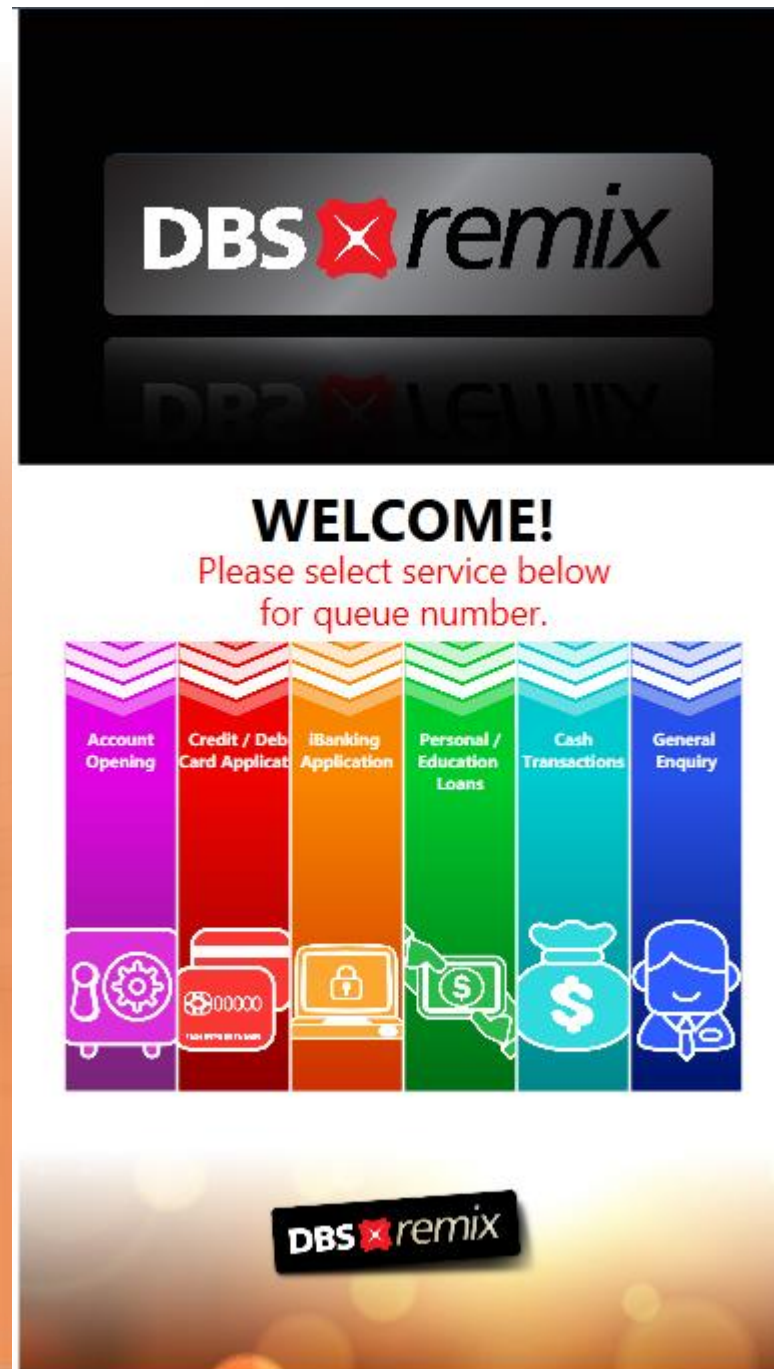 DBS remix
WELCOME!
Please select service below
for queue number.
Account
Opening
Credit / Deb
Card Applicat
iBanking
Application
Personal /
Education
Loans
Cash
Transactions
General
Enquiry
00000
DBS remix